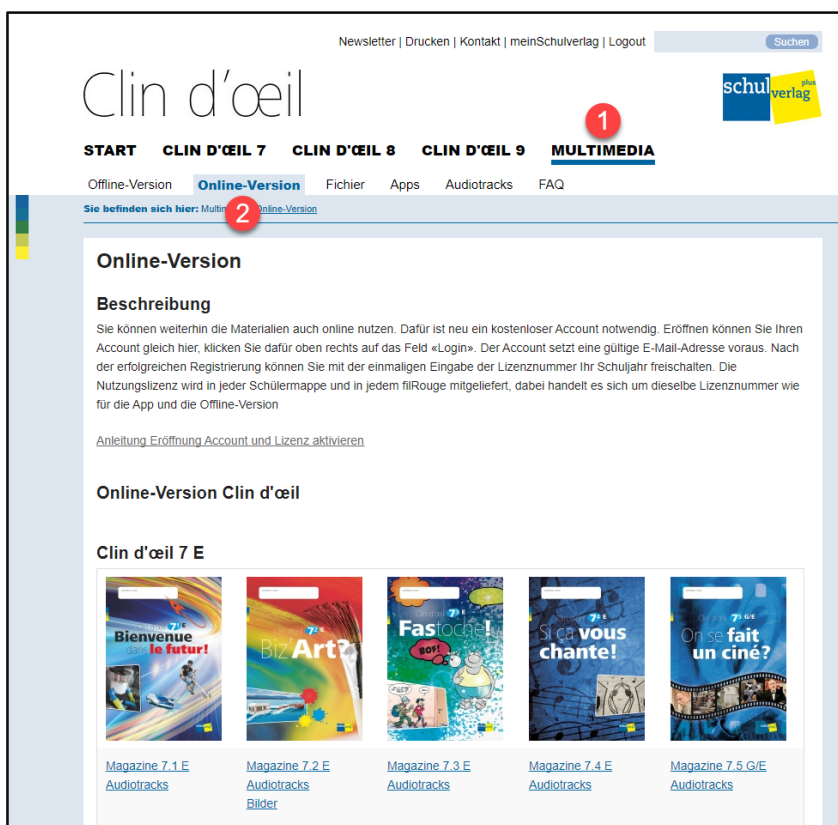 Newsletter | Drucken | Kontakt | meinSchulverlag | Logout
Suchen
Clin d'œil
schul verlag plus
1
START CLIN D'ŒIL 7 CLIN D'ŒIL 8 CLIN D'ŒIL 9 MULTIMEDIA
Offline-Version Online-Version Fichier Apps Audiotracks FAQ
Sie befinden sich hier: Online-Version
2
Online-Version
Beschreibung
Sie können weiterhin die Materialien auch online nutzen. Dafür ist neu ein kostenloser Account notwendig. Eröffnen können Sie Ihren
Account gleich hier, klicken Sie dafür oben rechts auf das Feld «Login». Der Account setzt eine gültige E-Mail-Adresse voraus. Nach
der erfolgreichen Registrierung können Sie mit der einmaligen Eingabe der Lizenznummer Ihr Schuljahr freischalten. Die
Nutzungslizenz wird in jeder Schülermappe und in jedem filRouge mitgeliefert, dabei handelt es sich um dieselbe Lizenznummer wie
für die App und die Offline-Version
Anleitung Eröffnung Account und Lizenz aktivieren
Online-Version Clin d'œil
Clin d'œil 7 E
Bienvenue
dans le futur!
Biz'Art?
Fastoche!
BOF!
Si ça vous
chante!
7.5 G/E
On se fait
un ciné?
Magazine 7.1 E
Audiotracks
Magazine 7.2 E
Audiotracks
Bilder
Magazine 7.3 E
Audiotracks
Magazine 7.4 E
Audiotracks
Magazine 7.5 G/E
Audiotracks